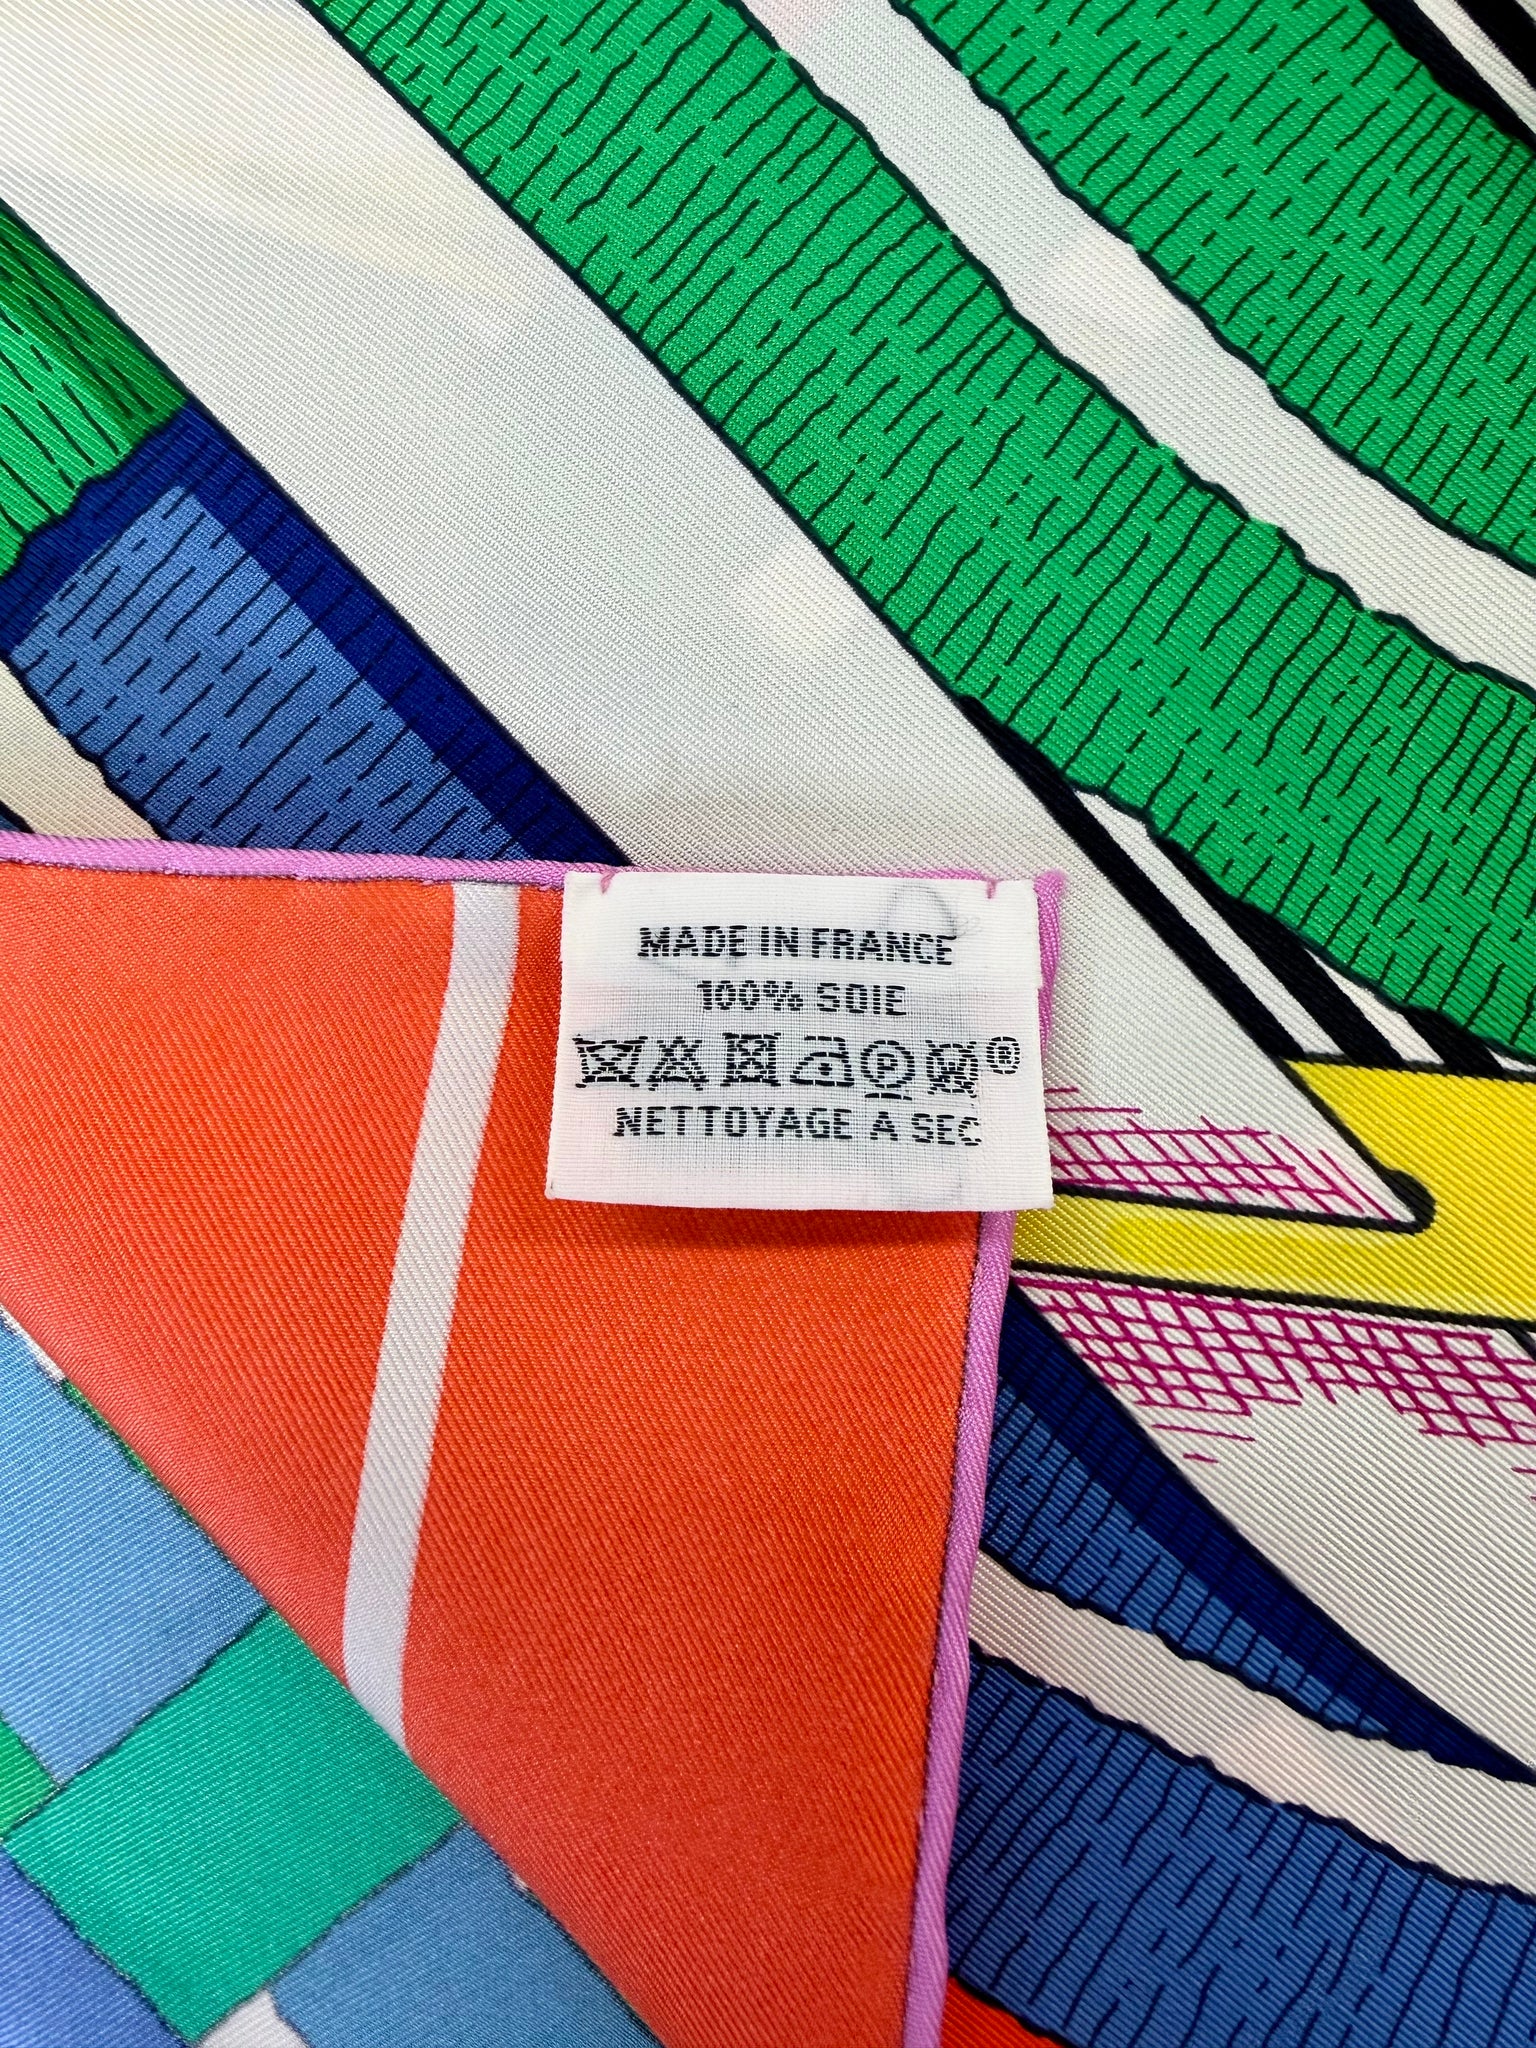 MADE IN FRANCE
100% SOIE
P W ®
NETTOYAGE A SEC